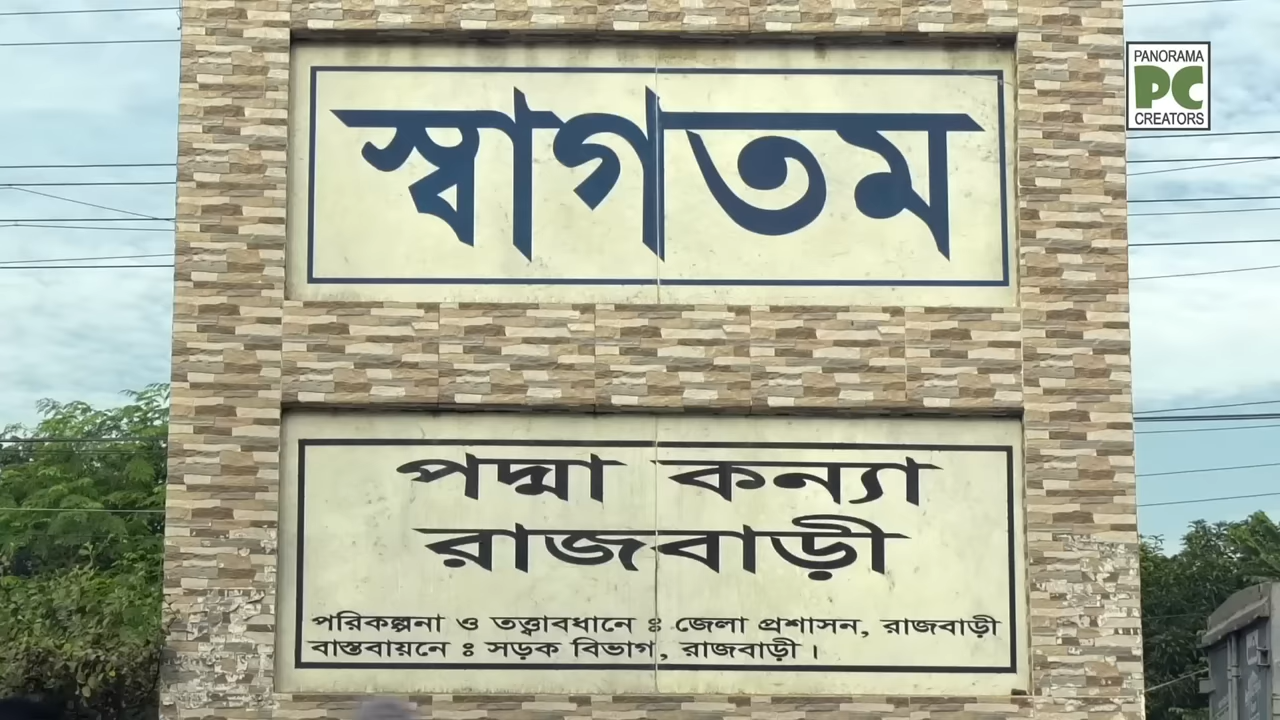 স্বাগতম
পদ্মা কন্যা
রাজবাড়ী
পরিকল্পনা ও তত্ত্বাবধানে ঃ জেলা প্রশাসন, রাজবাড়ী
বাস্তবায়নে ঃ সড়ক বিভাগ, রাজবাড়ী।
PANORAMA
PC
CREATORS